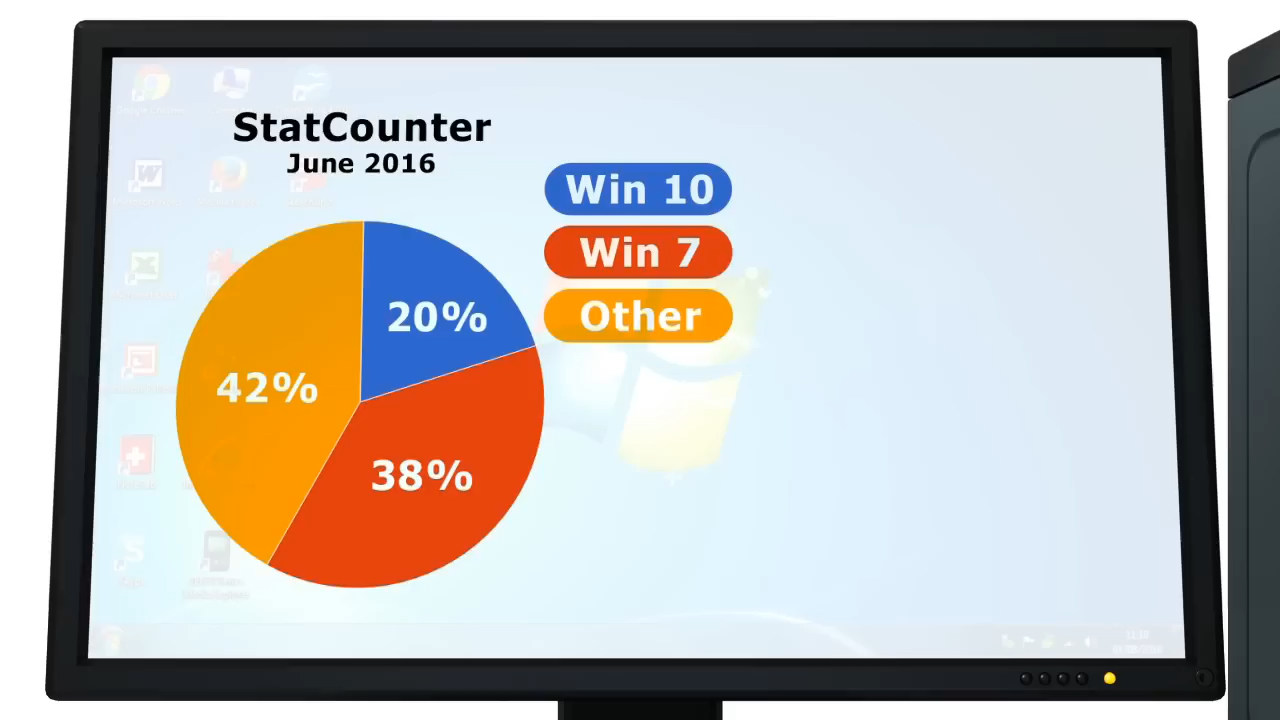 StatCounter
June 2016
Win 10
Win 7
Other
20%
42%
38%